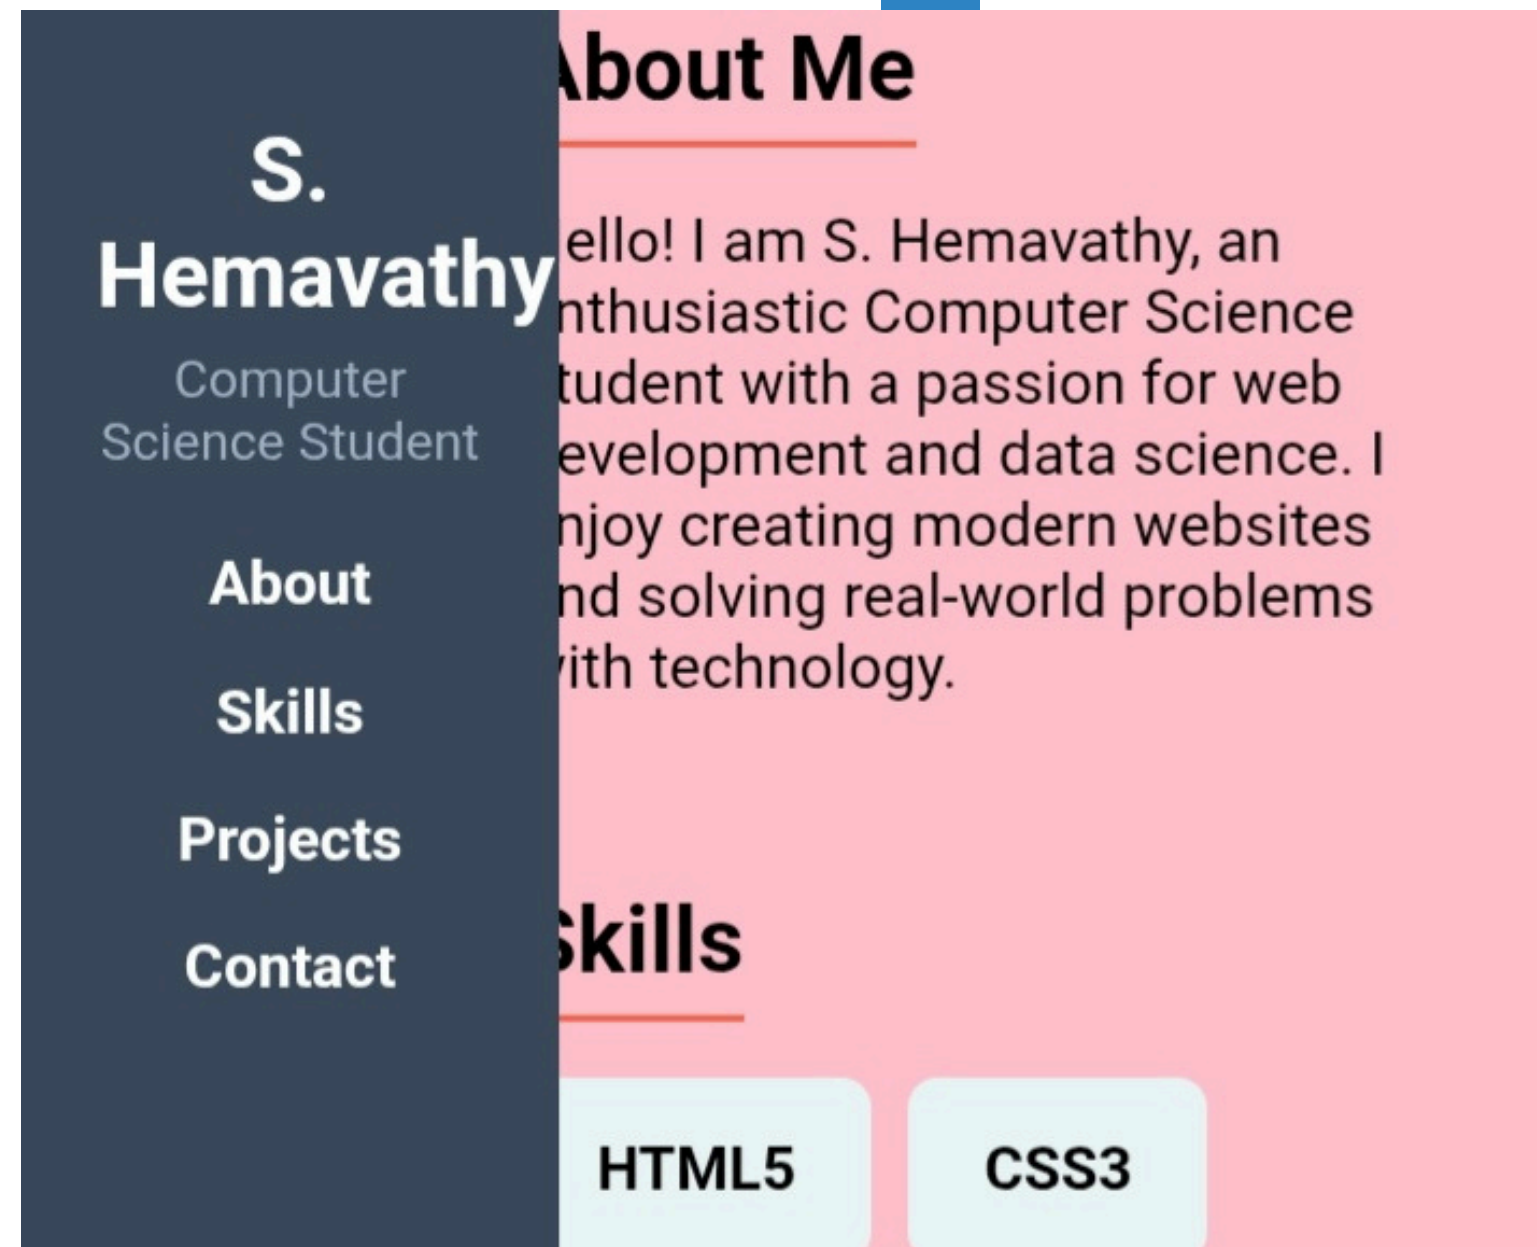 S.
Hemavathy
Computer
Science Student
About
Skills
Projects
Contact
About Me
ello! I am S. Hemavathy, an
nthusiastic Computer Science
tudent with a passion for web
evelopment and data science. I
njoy creating modern websites
nd solving real-world problems
ith technology.
Skills
HTML5 CSS3